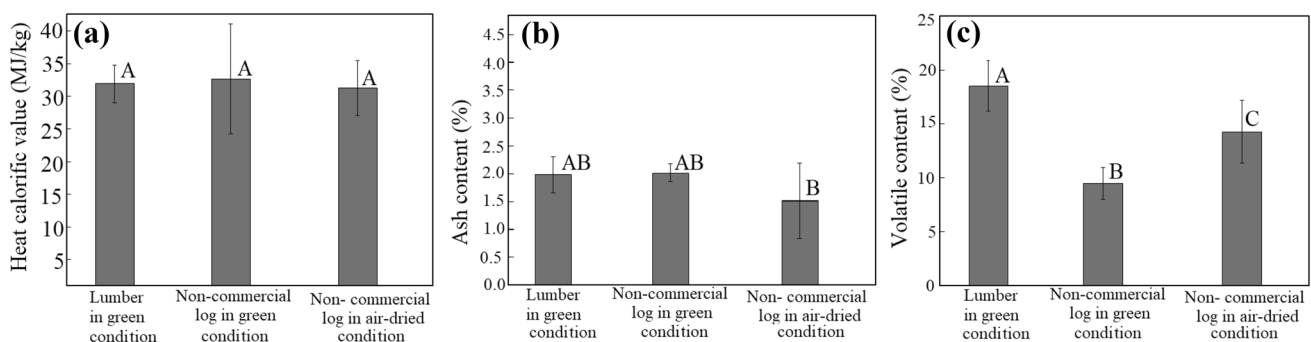 (a)
Heat calorific value (MJ/kg)
40
35
30
25
20
15
10
5
A
A
A
Lumber
in green
condition
Non-commercial
log in green
condition
Non- commercial
log in air-dried
condition
(b)
Ash content (%)
4.5
4.0
3.5
3.0
2.5
2.0
1.5
1.0
0.5
0.0
AB
AB
B
Lumber
in green
condition
Non-commercial
log in green
condition
Non- commercial
log in air-dried
condition
(c)
Volatile content (%)
25
20
15
10
5
0
A
B
C
Lumber
in green
condition
Non-commercial
log in green
condition
Non- commercial
log in air-dried
condition